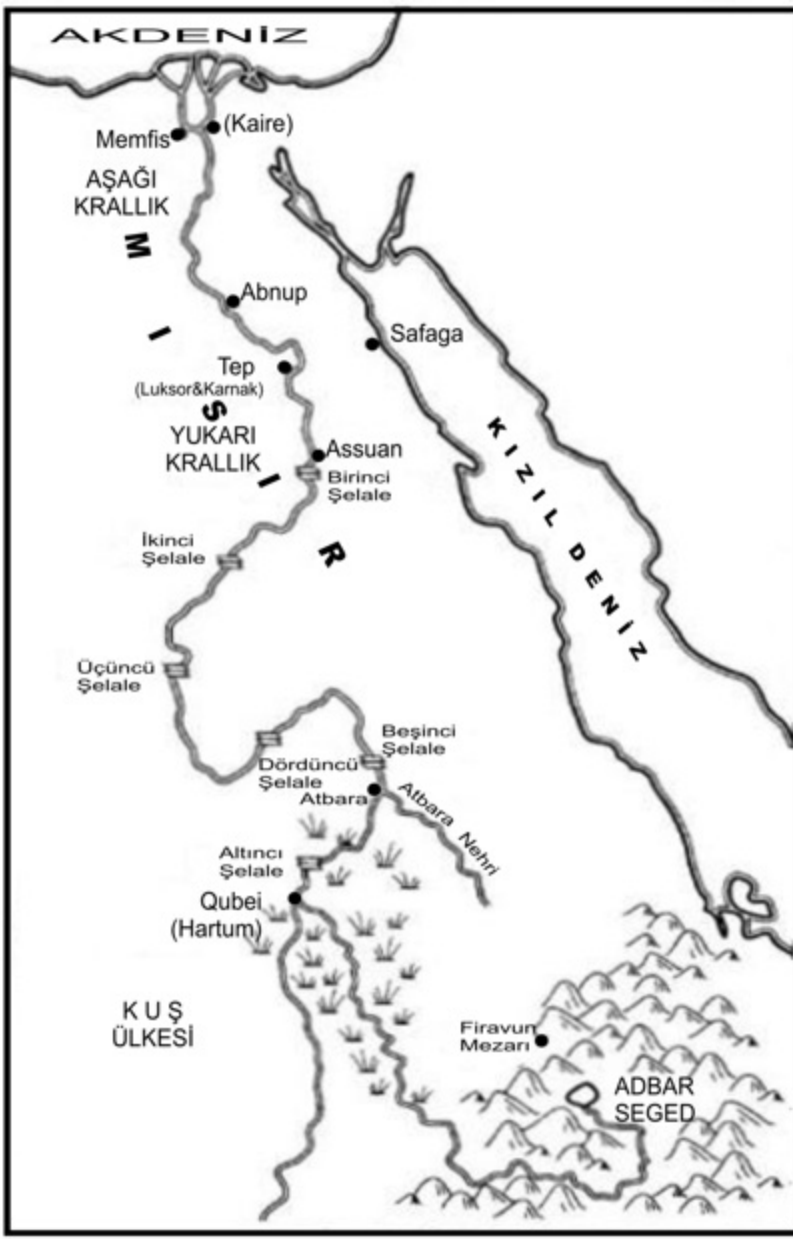 AKDENİZ
Memfis
(Kaire)
AŞAĞI
KRALLIK
MISIR
Abnup
Safaga
Tep
(Luksor&Karnak)
YUKARI
KRALLIK
KIZIL DENİZ
Assuan
Birinci
Şelale
İkinci
Şelale
Üçüncü
Şelale
Beşinci
Şelale
Dördüncü
Şelale
Atbara
Atbara Nehri
Altıncı
Şelale
Qubei
(Hartum)
KUŞ
ÜLKESİ
Firavun
Mezarı
ADBAR
SEGED